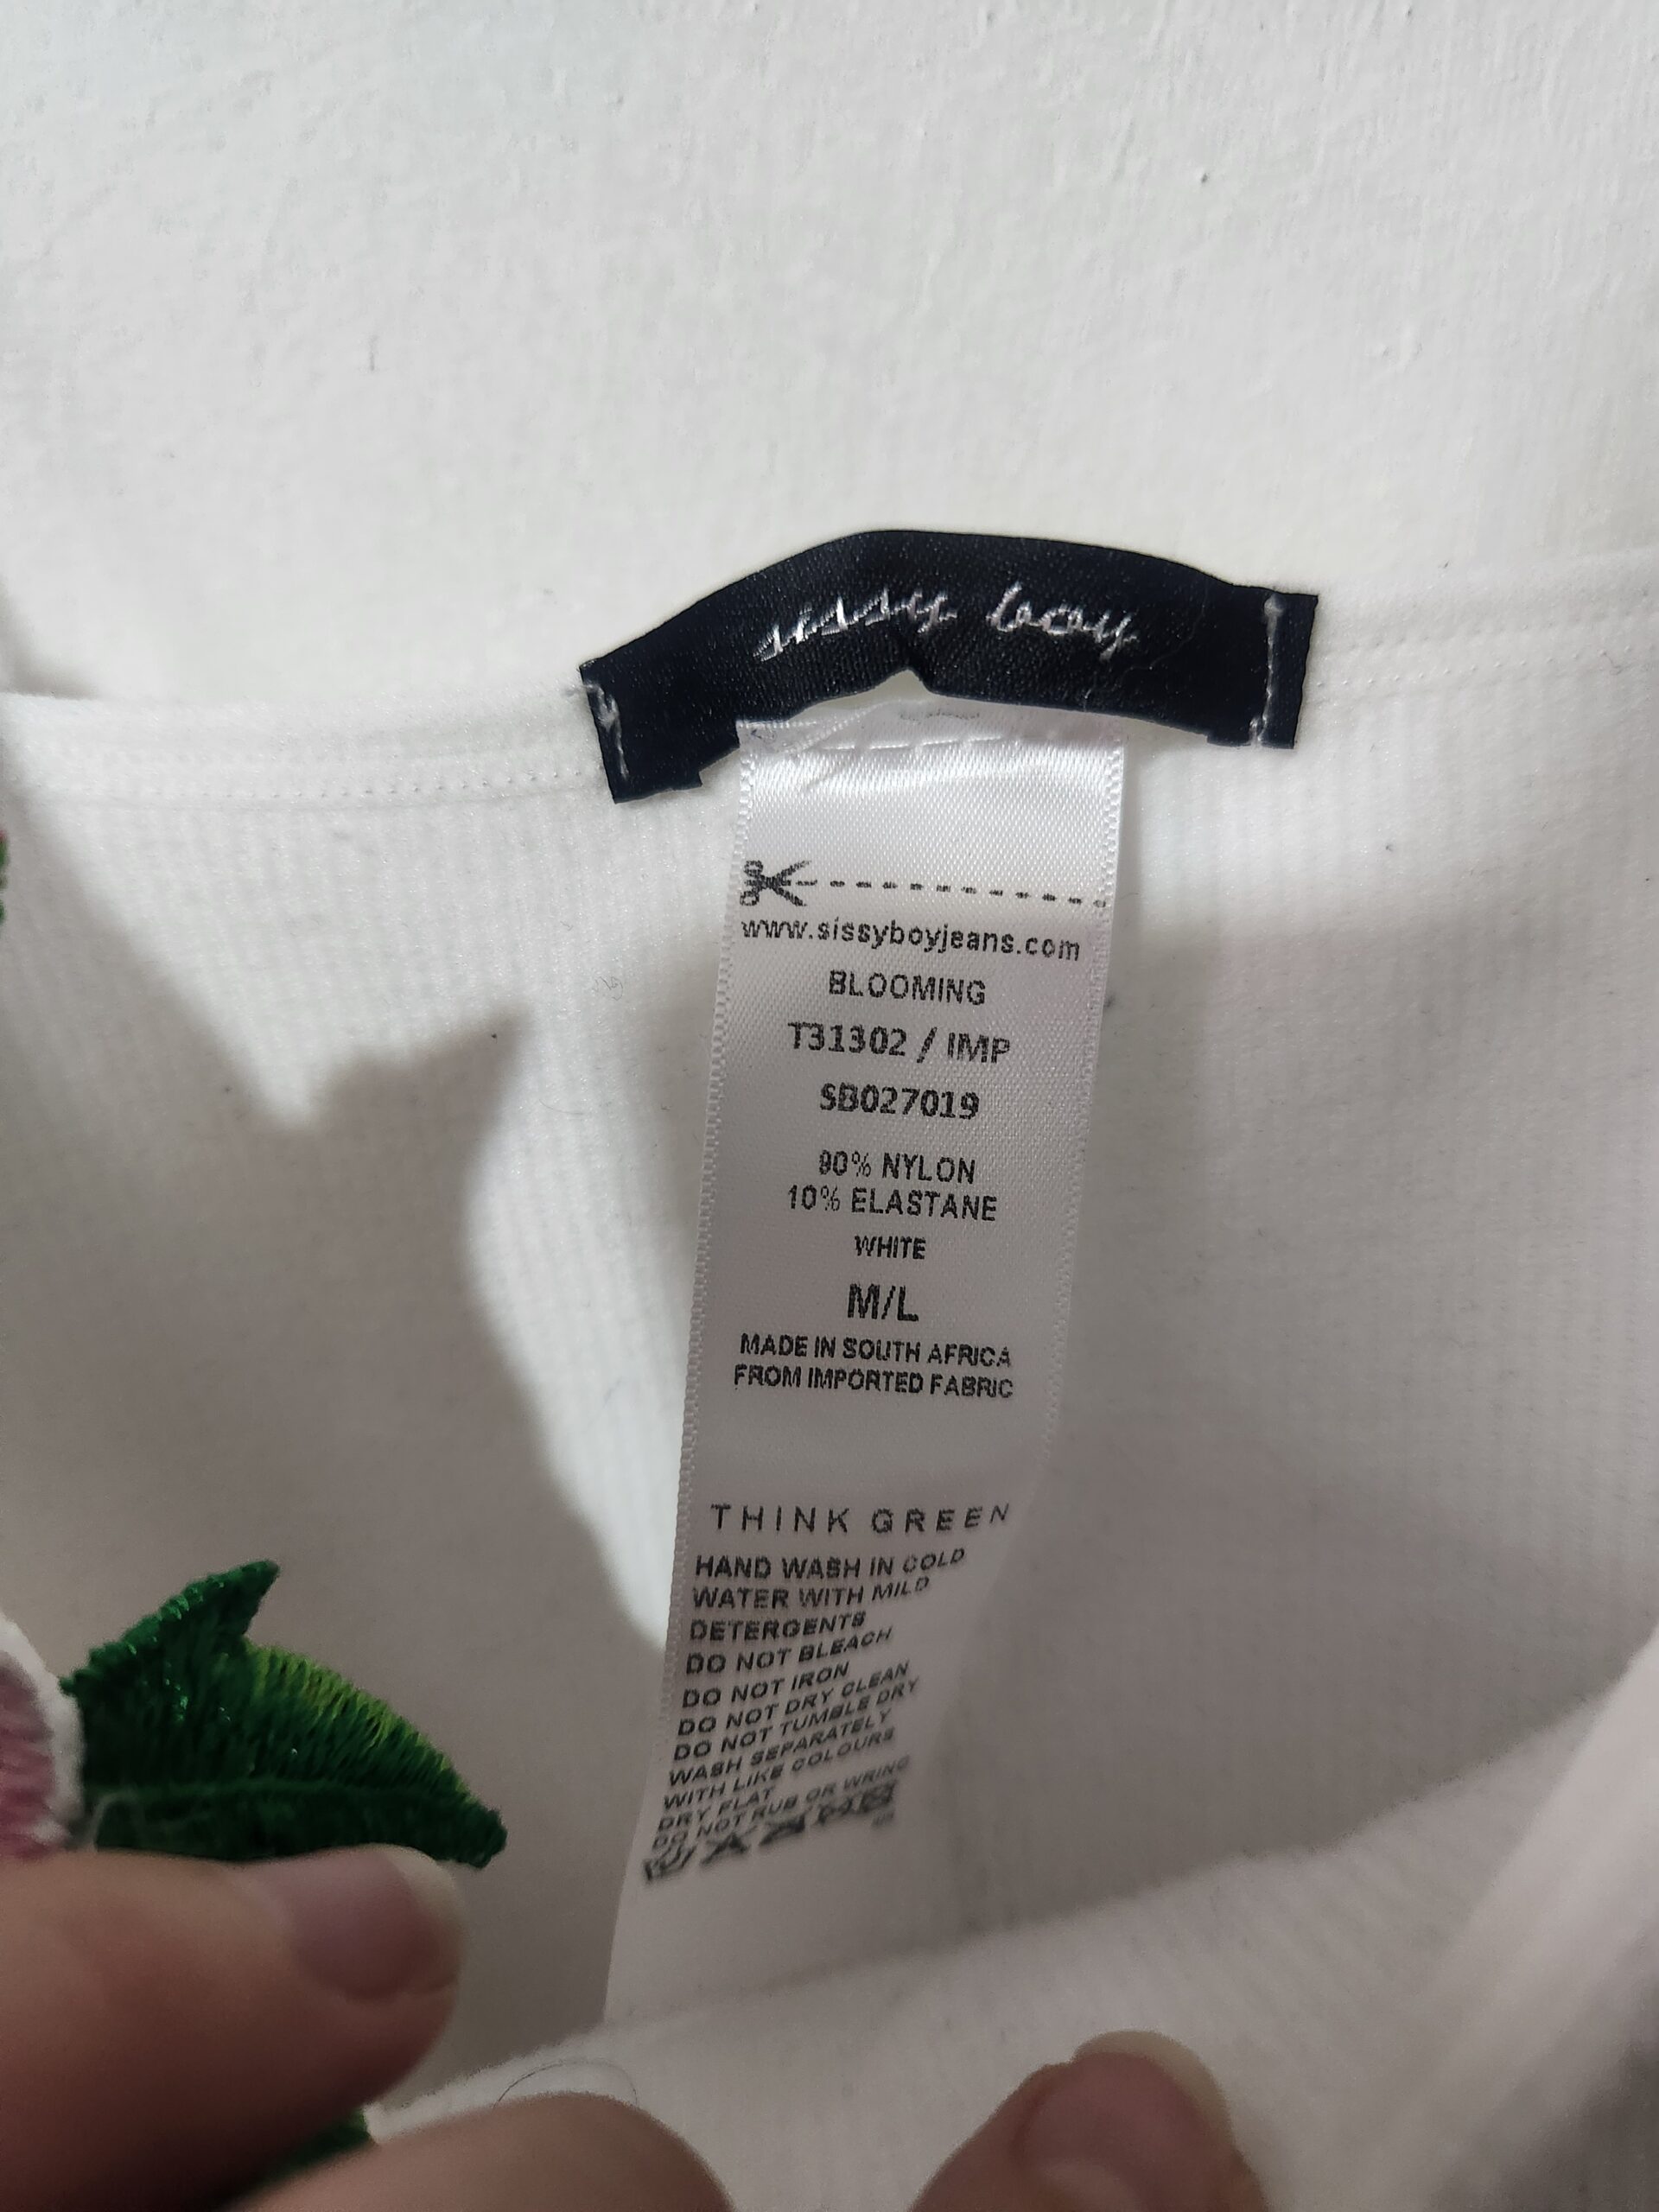 sissy boy
www.sissyboyjeans.com
BLOOMING
T31302 / IMP
SB027019
90% NYLON
10% ELASTANE
WHITE
M/L
MADE IN SOUTH AFRICA
FROM IMPORTED FABRIC
THINK GREEN
HAND WASH IN COLD
WATER WITH MILD
DETERGENTS
DO NOT BLEACH
DO NOT IRON
DO NOT DRY CLEAN
DO NOT TUMBLE DRY
WASH SEPARATELY
WITH LIKE COLOURS
DRY FLAT
DO NOT RUB OR WRING